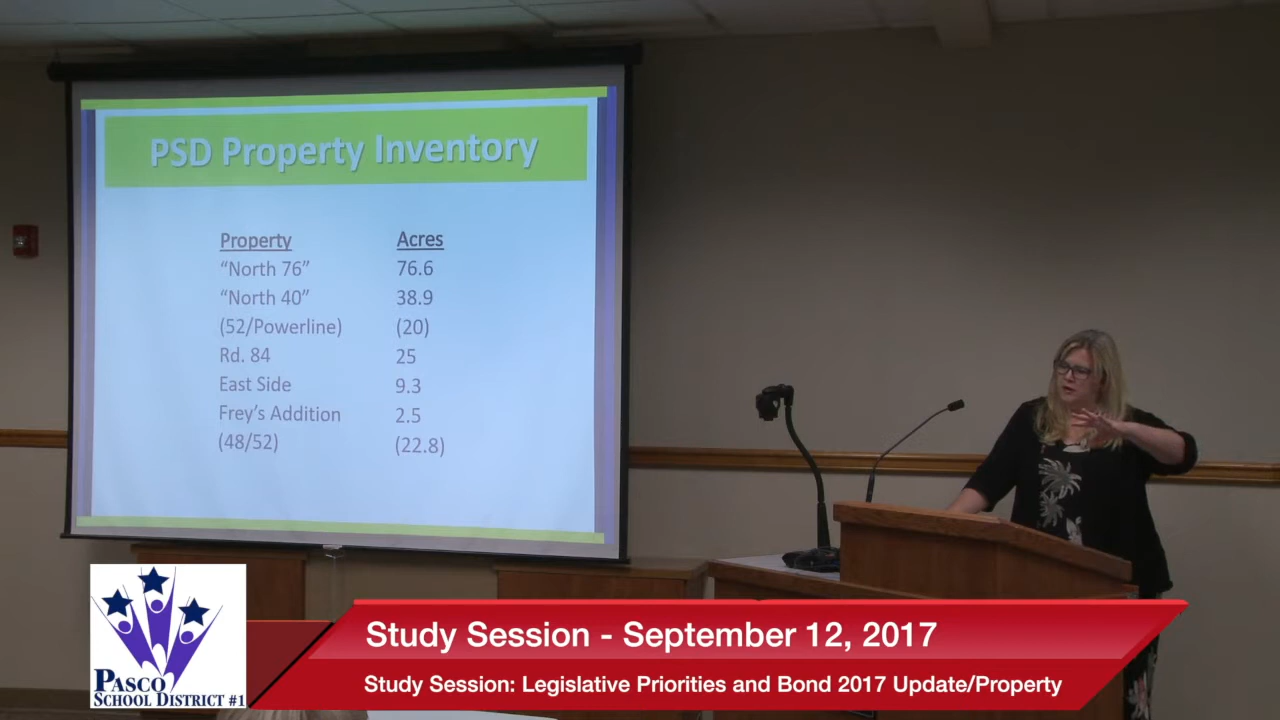 PSD Property Inventory
Property Acres
“North 76” 76.6
“North 40” 38.9
(52/Powerline) (20)
Rd. 84 25
East Side 9.3
Frey’s Addition 2.5
(48/52) (22.8)
PASCO
SCHOOL DISTRICT #1
Study Session - September 12, 2017
Study Session: Legislative Priorities and Bond 2017 Update/Property